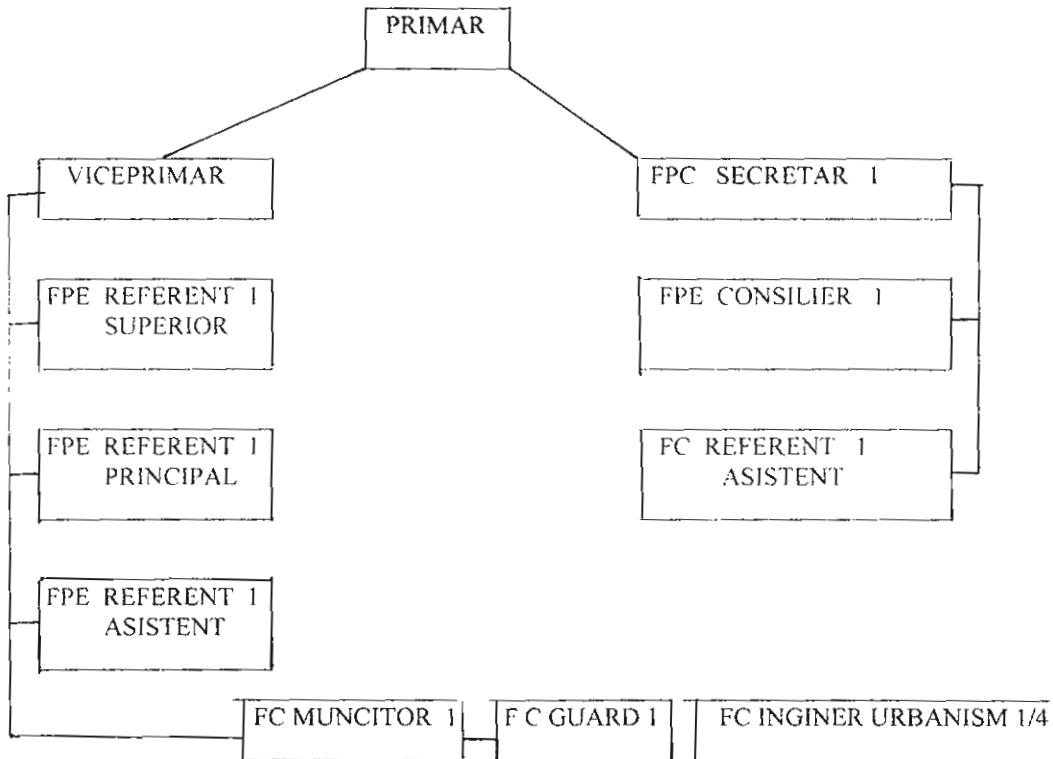 PRIMAR
VICEPRIMAR
FPC SECRETAR 1
FPE REFERENT 1
SUPERIOR
FPE CONSILIER 1
FPE REFERENT 1
PRINCIPAL
FC REFERENT 1
ASISTENT
FPE REFERENT 1
ASISTENT
FC MUNCITOR 1
F C GUARD 1
FC INGINER URBANISM 1/4